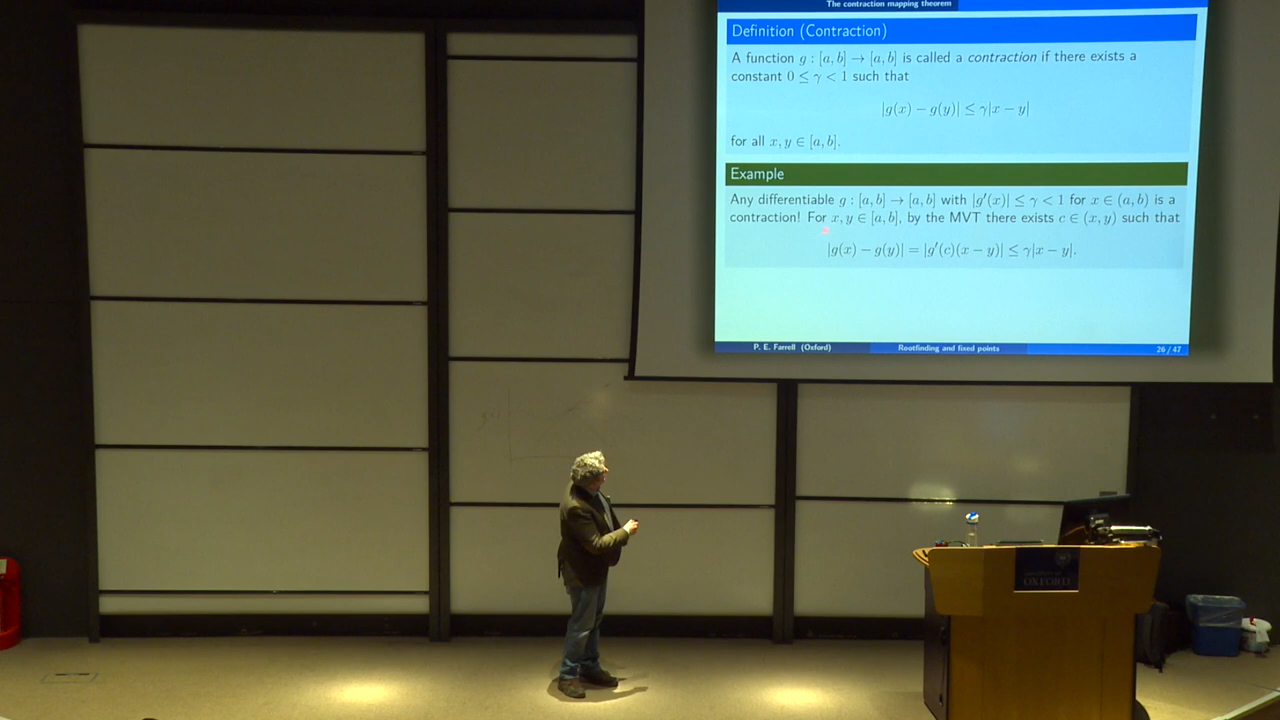 The contraction mapping theorem
Definition (Contraction)
A function g : [a, b] → [a, b] is called a contraction if there exists a
constant 0 ≤ γ < 1 such that
|g(x) − g(y)| ≤ γ|x − y|
for all x, y ∈ [a, b].
Example
Any differentiable g : [a, b] → [a, b] with |g′(x)| ≤ γ < 1 for x ∈ (a, b) is a
contraction! For x, y ∈ [a, b], by the MVT there exists c ∈ (x, y) such that
|g(x) − g(y)| = |g′(c)(x − y)| ≤ γ|x − y|.
P. E. Farrell (Oxford) Rootfinding and fixed points 26 / 47
OXFORD